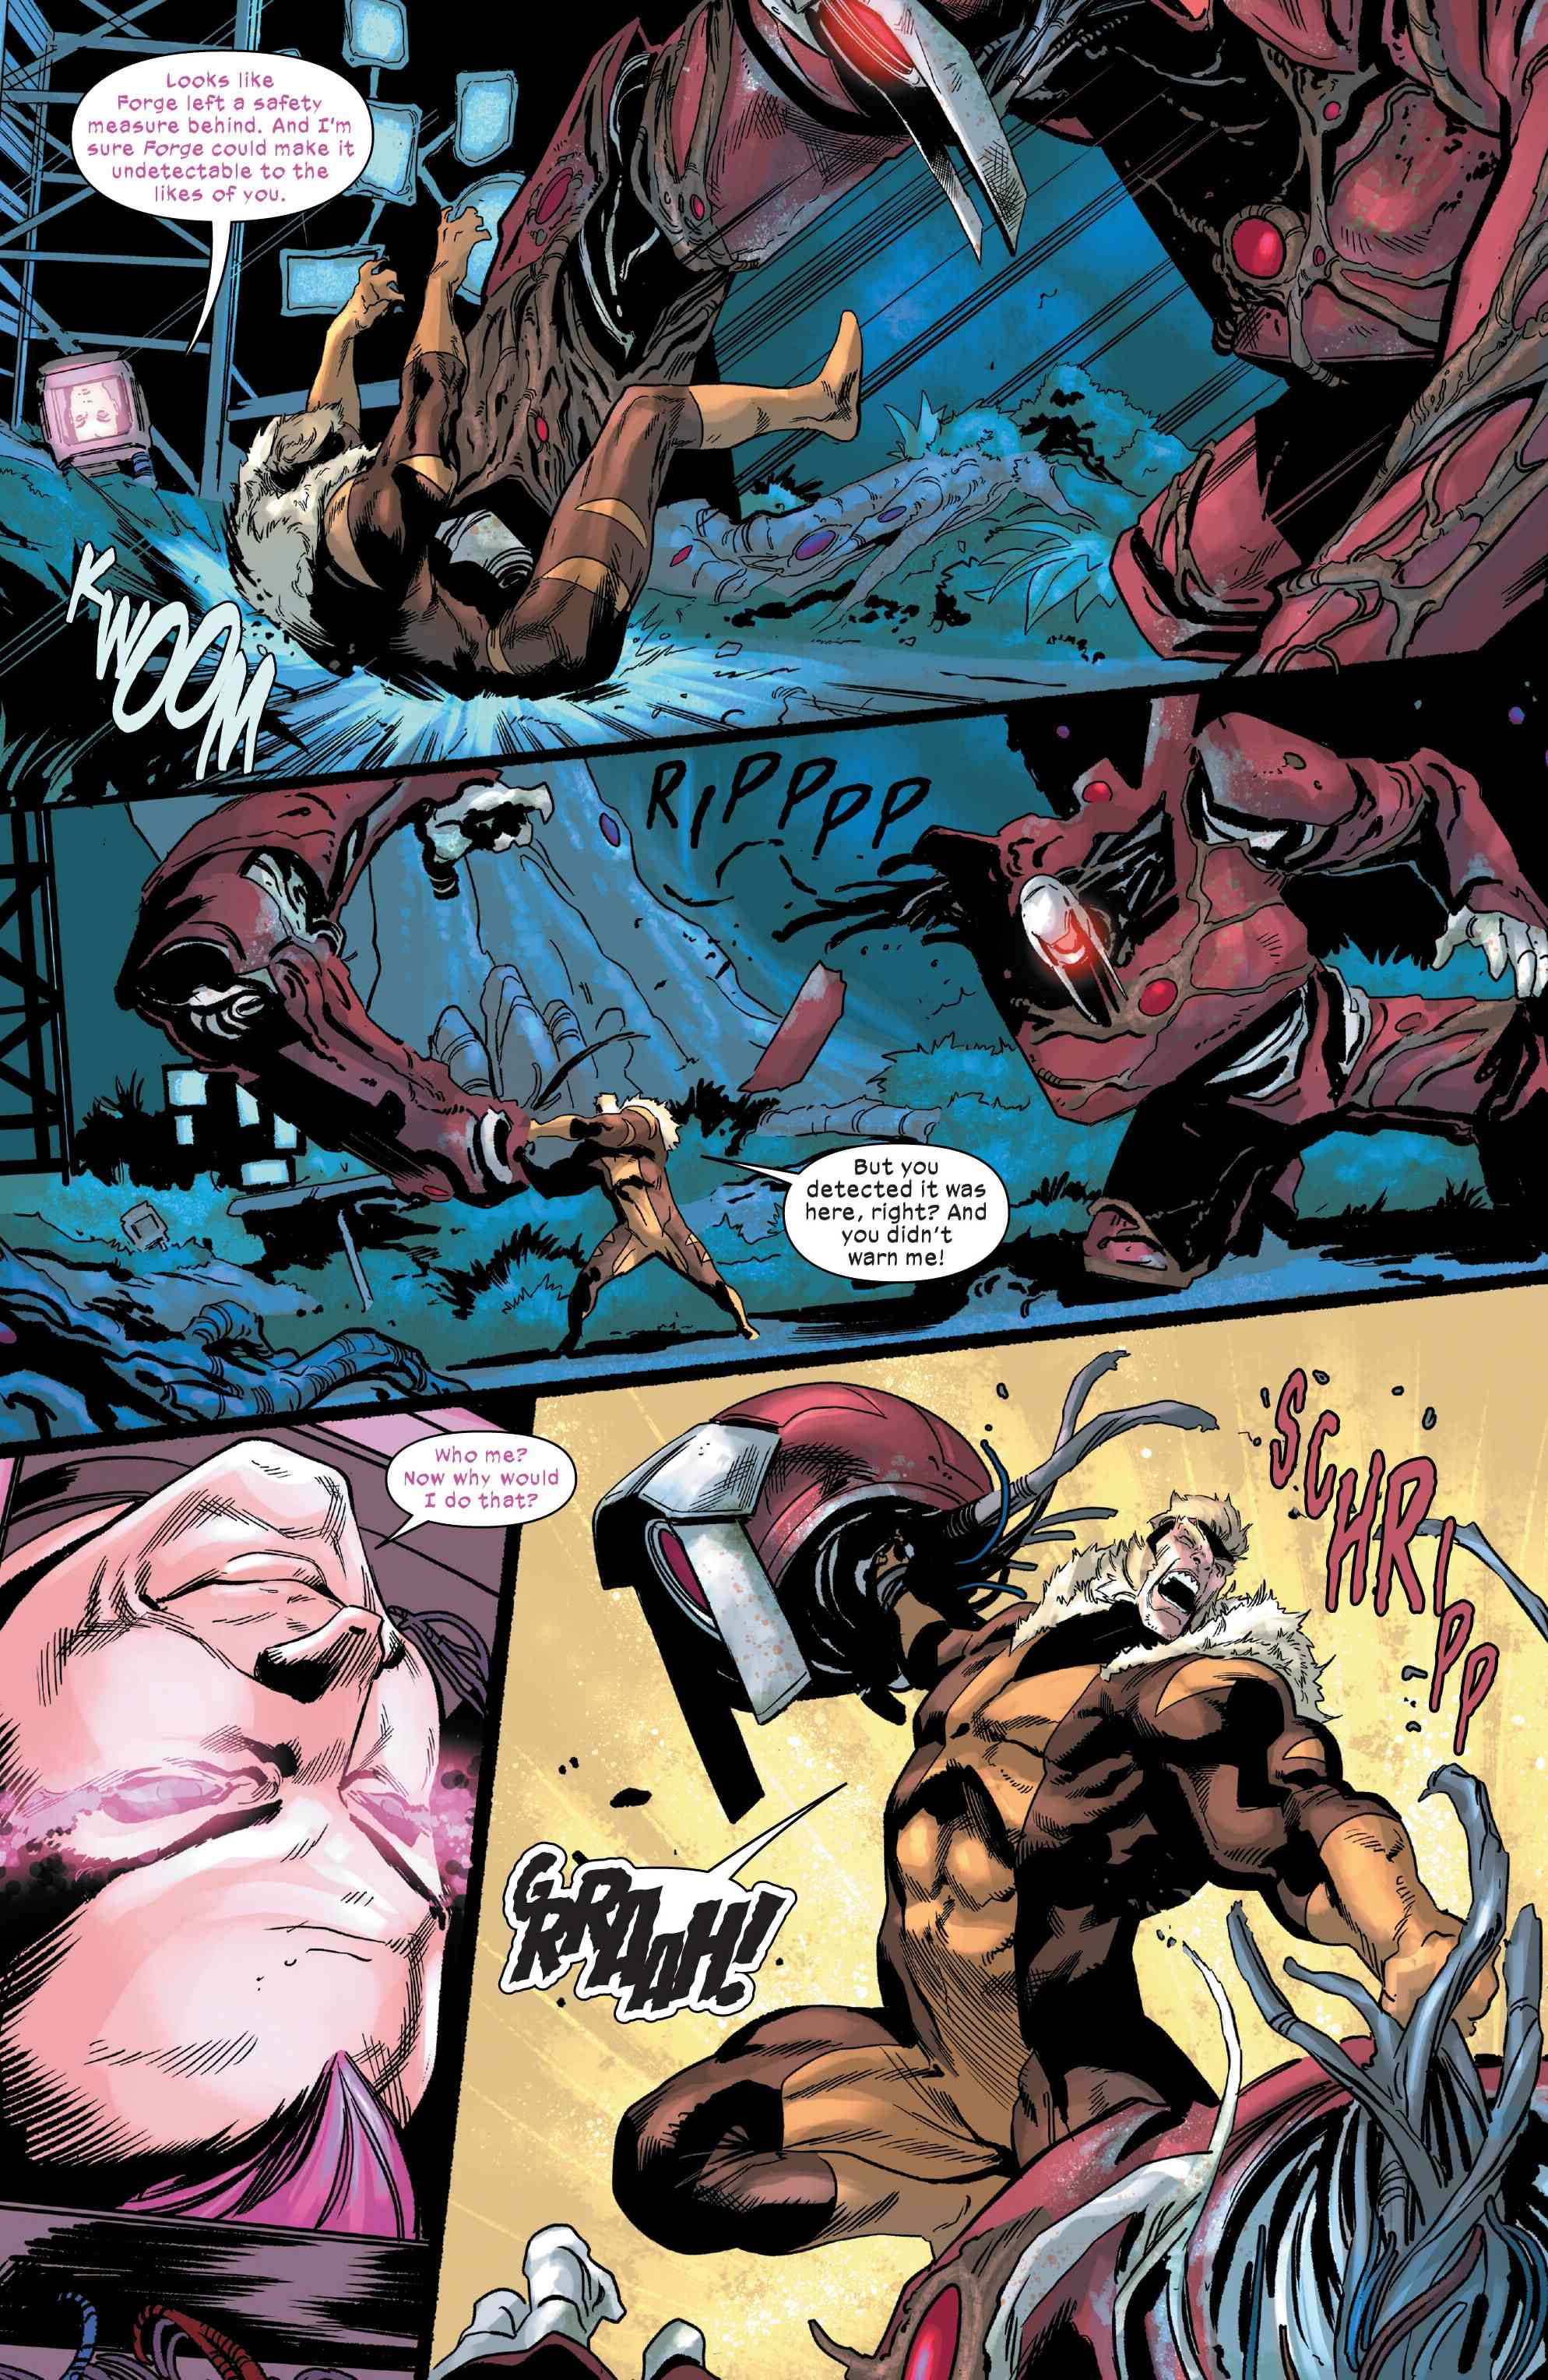 Looks like
Forge left a safety
measure behind. And I'm
sure Forge could make it
undetectable to the
likes of you.
KWOOM
RIPPPPP
But you
detected it was
here, right? And
you didn't
warn me!
Who me?
Now why would
I do that?
SCHRIPP
GRRRAAAH!